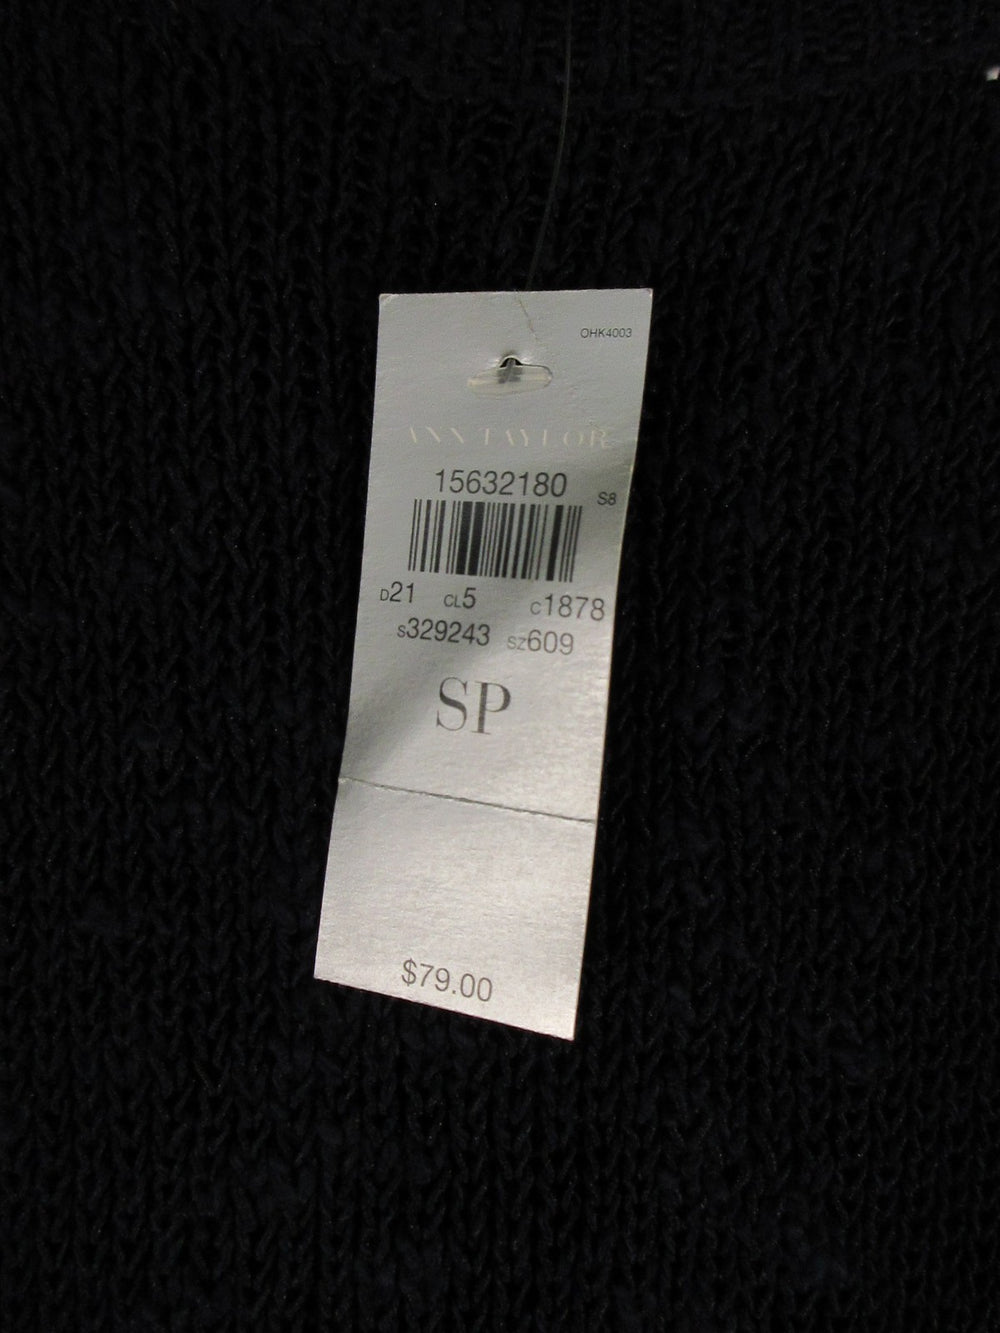 OHK4003
ANN TAYLOR
15632180
S8
D21 CL5 C1878
S329243 SZ609
SP
$79.00